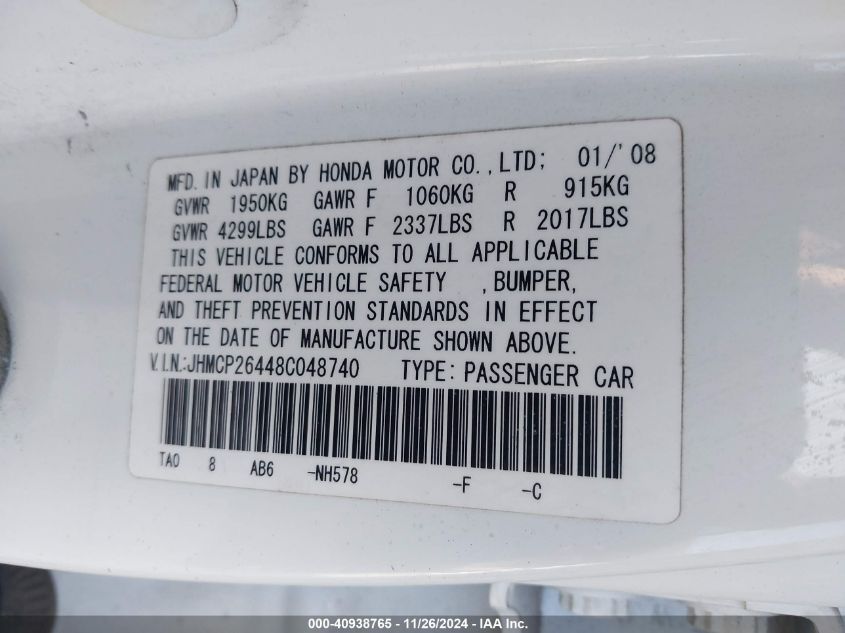 MFD. IN JAPAN BY HONDA MOTOR CO.,LTD; 01/'08
GVWR 1950KG GAWR F 1060KG R 915KG
GVWR 4299LBS GAWR F 2337LBS R 2017LBS
THIS VEHICLE CONFORMS TO ALL APPLICABLE
FEDERAL MOTOR VEHICLE SAFETY ,BUMPER,
AND THEFT PREVENTION STANDARDS IN EFFECT
ON THE DATE OF MANUFACTURE SHOWN ABOVE.
V.I.N.:JHMCP26448C048740 TYPE: PASSENGER CAR
TA0 8 AB6 -NH578 -F -C
000-40938765 - 11/26/2024 - IAA Inc.